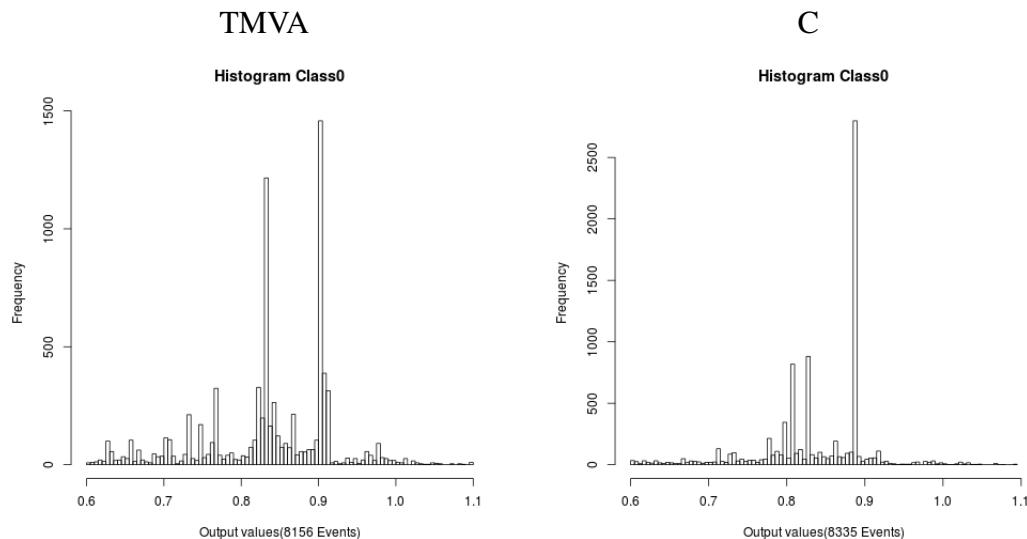 TMVA
C
Histogram Class0
Histogram Class0
Frequency
0
500
1000
1500
0.6 0.7 0.8 0.9 1.0 1.1
Output values(8156 Events)
Frequency
0
500
1000
1500
2000
2500
0.6 0.7 0.8 0.9 1.0 1.1
Output values(8335 Events)